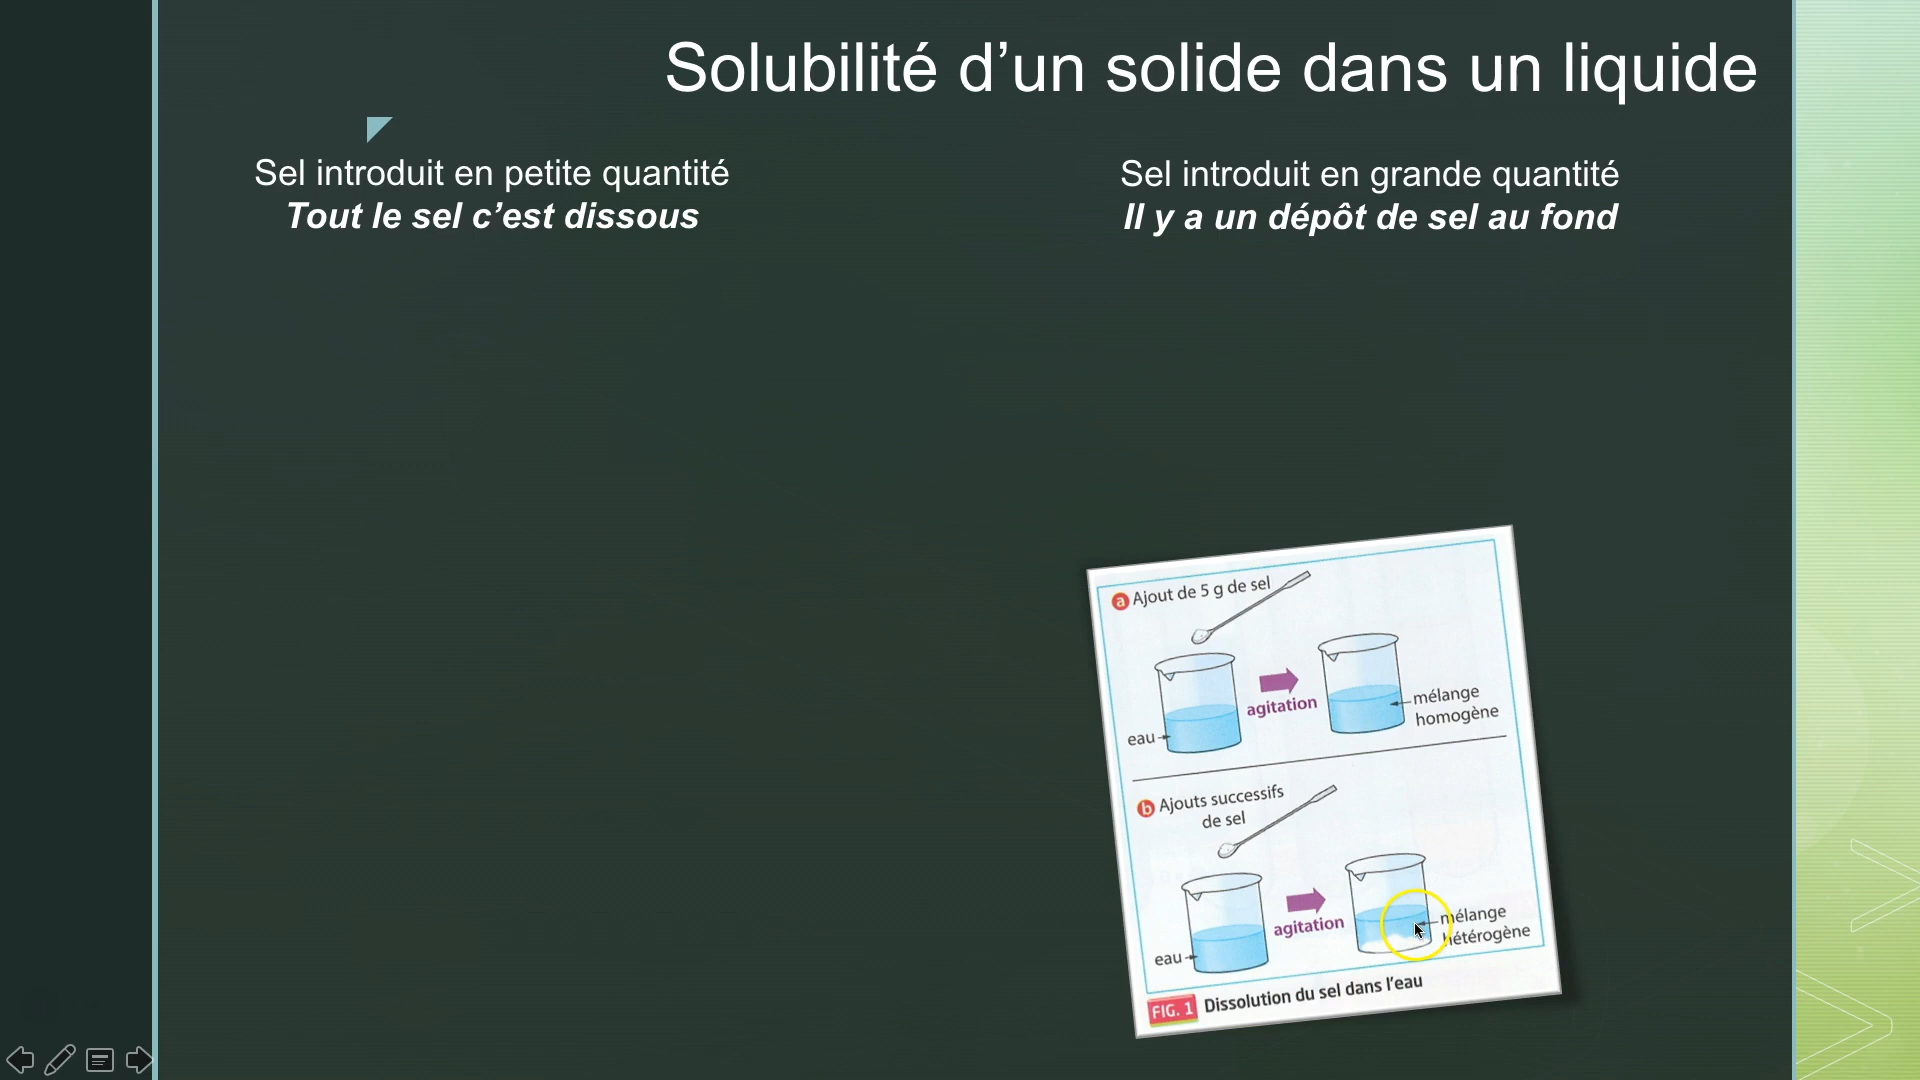 Solubilité d’un solide dans un liquide
Sel introduit en petite quantité
Tout le sel c’est dissous
Sel introduit en grande quantité
Il y a un dépôt de sel au fond
a Ajout de 5 g de sel
agitation
mélange
homogène
eau
b Ajouts successifs
de sel
agitation
mélange
hétérogène
eau
FIG. 1 Dissolution du sel dans l’eau